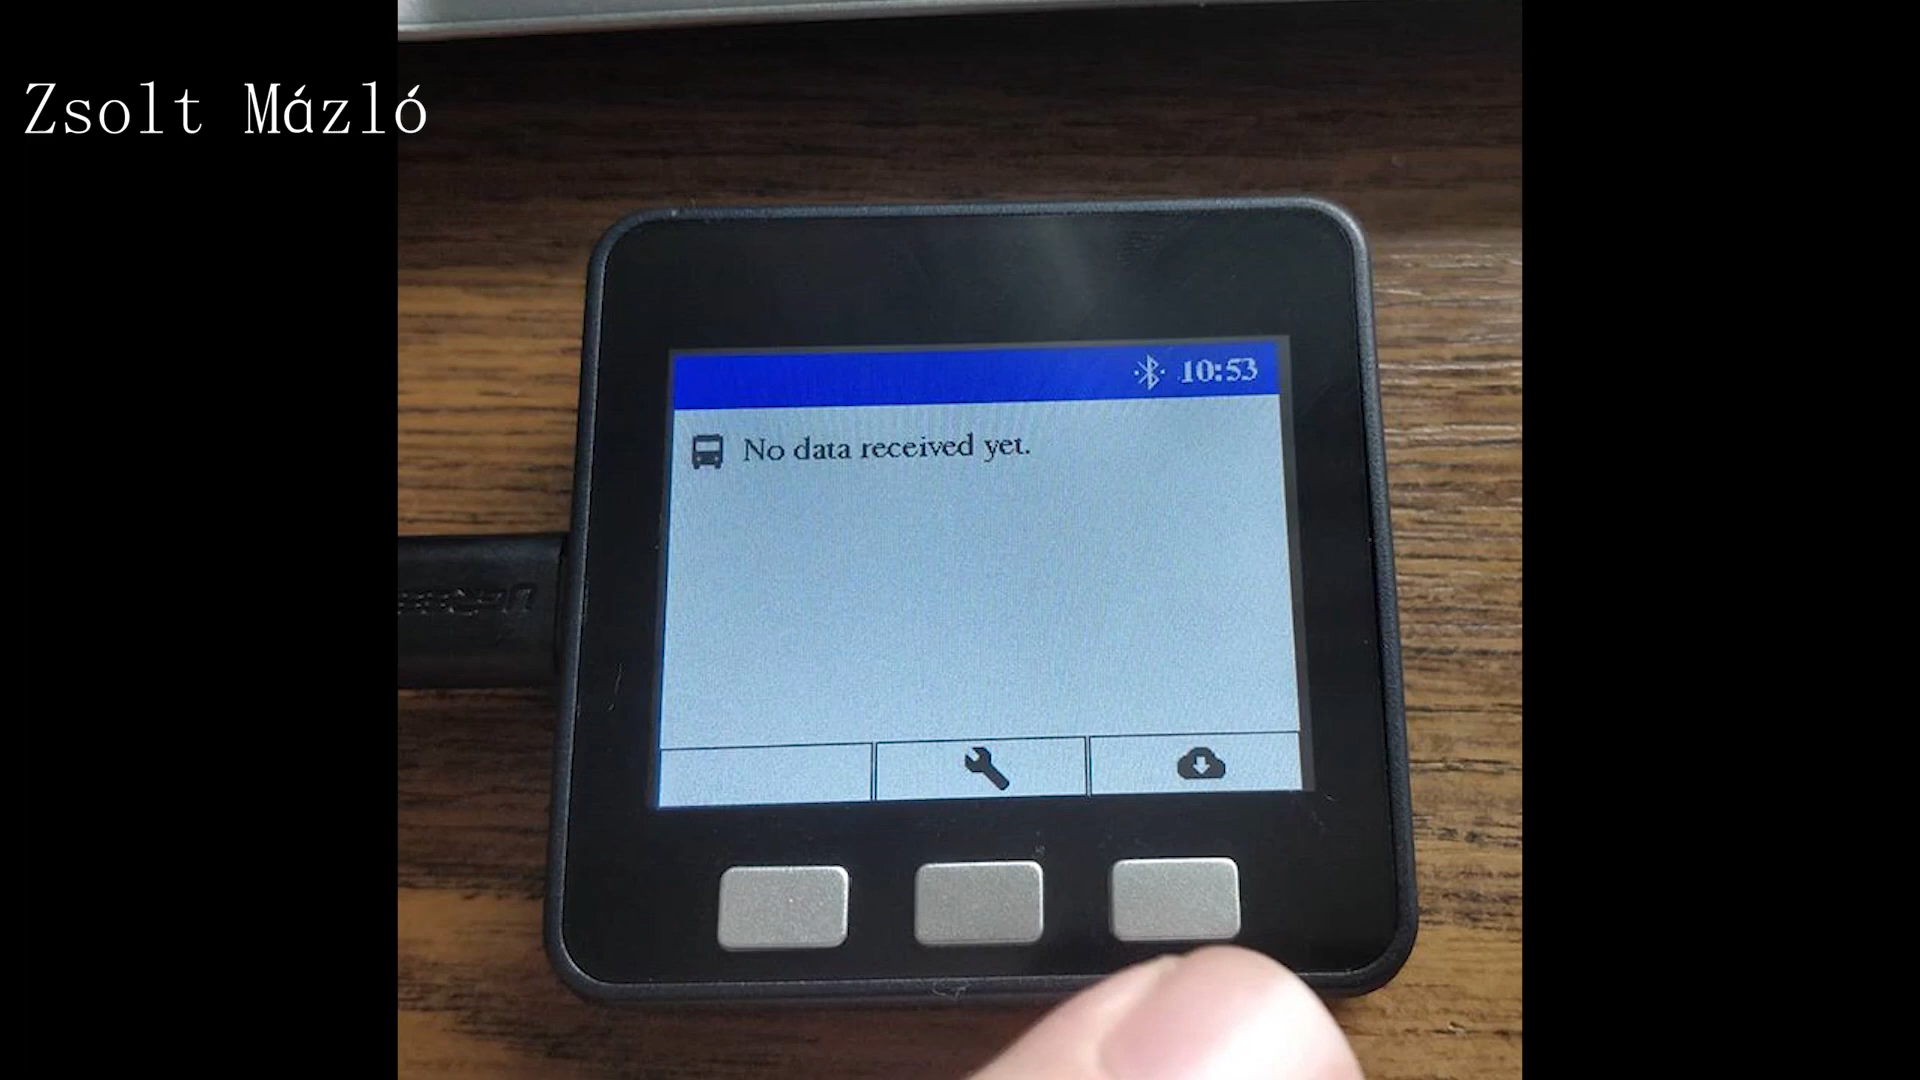 Zsolt Mázló
10:53
No data received yet.